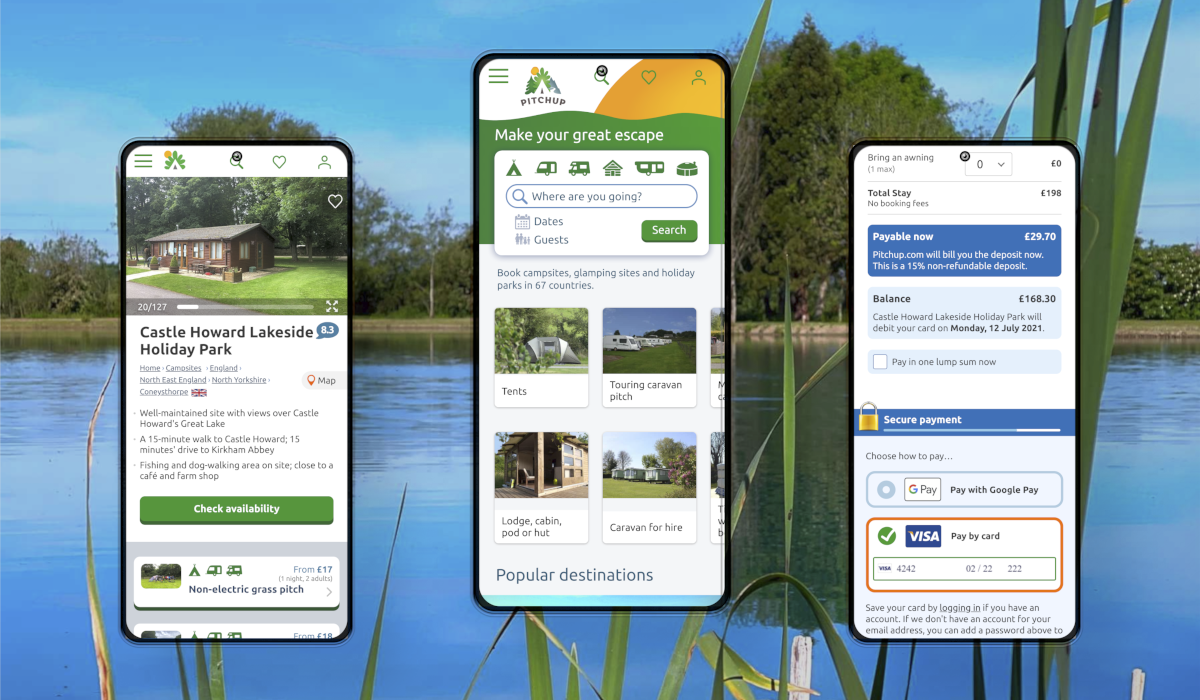 20/127
Castle Howard Lakeside
8.3
Holiday Park
Home › Campsites › England ›
North East England › North Yorkshire ›
Coneysthorpe
Map
· Well-maintained site with views over Castle
Howard's Great Lake
· A 15-minute walk to Castle Howard; 15
minutes' drive to Kirkham Abbey
· Fishing and dog-walking area on site; close to a
café and farm shop
Check availability
From £17
(1 night, 2 adults)
Non-electric grass pitch
From £18
PITCHUP
Make your great escape
Where are you going?
Dates
Guests
Search
Book campsites, glamping sites and holiday
parks in 67 countries.
Tents
Touring caravan
pitch
Lodge, cabin,
pod or hut
Caravan for hire
Popular destinations
Bring an awning
(1 max)
0
£0
Total Stay
£198
No booking fees
Payable now
£29.70
Pitchup.com will bill you the deposit now.
This is a 15% non-refundable deposit.
Balance
£168.30
Castle Howard Lakeside Holiday Park will
debit your card on Monday, 12 July 2021.
Pay in one lump sum now
Secure payment
Choose how to pay...
G Pay
Pay with Google Pay
VISA
Pay by card
VISA 4242 02 / 22 222
Save your card by logging in if you have an
account. If we don't have an account for your
email address, you can add a password above to